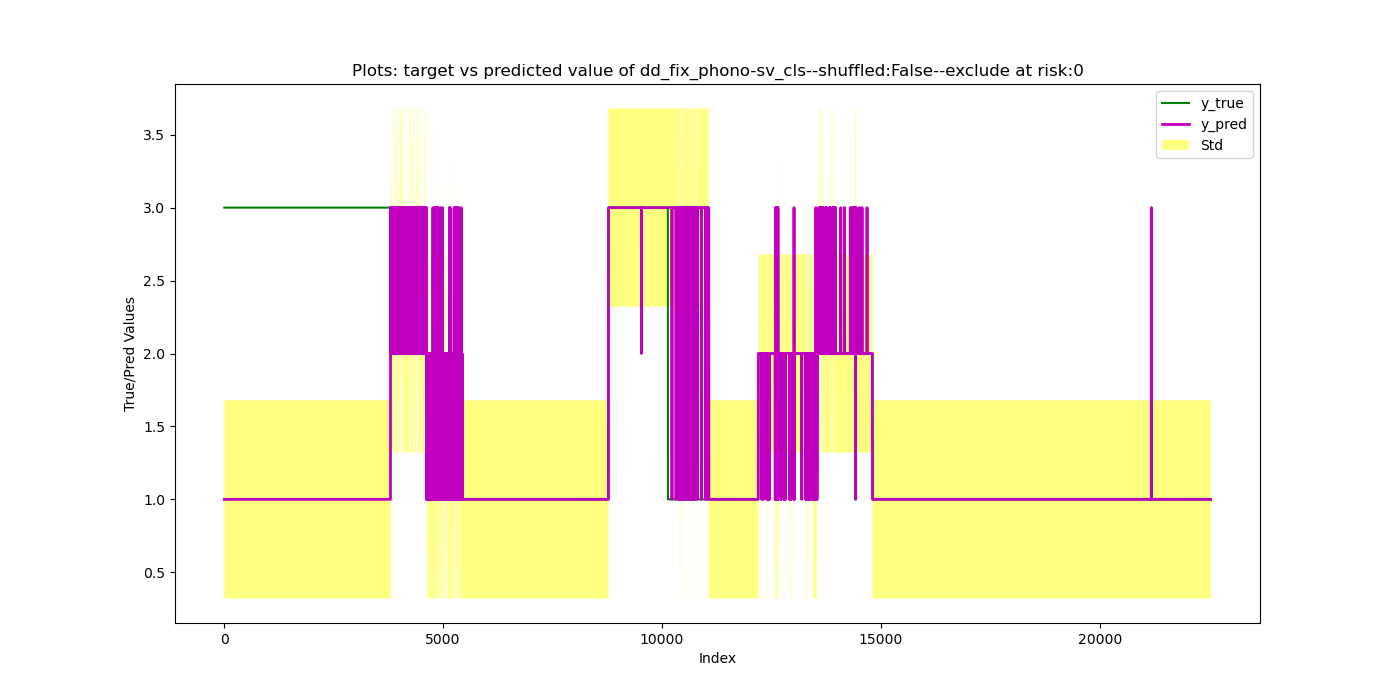 Plots: target vs predicted value of dd_fix_phono-sv_cls--shuffled:False--exclude at risk:0
y_true
y_pred
Std
3.5
3.0
2.5
2.0
1.5
1.0
0.5
True/Pred Values
0 5000 10000 15000 20000
Index